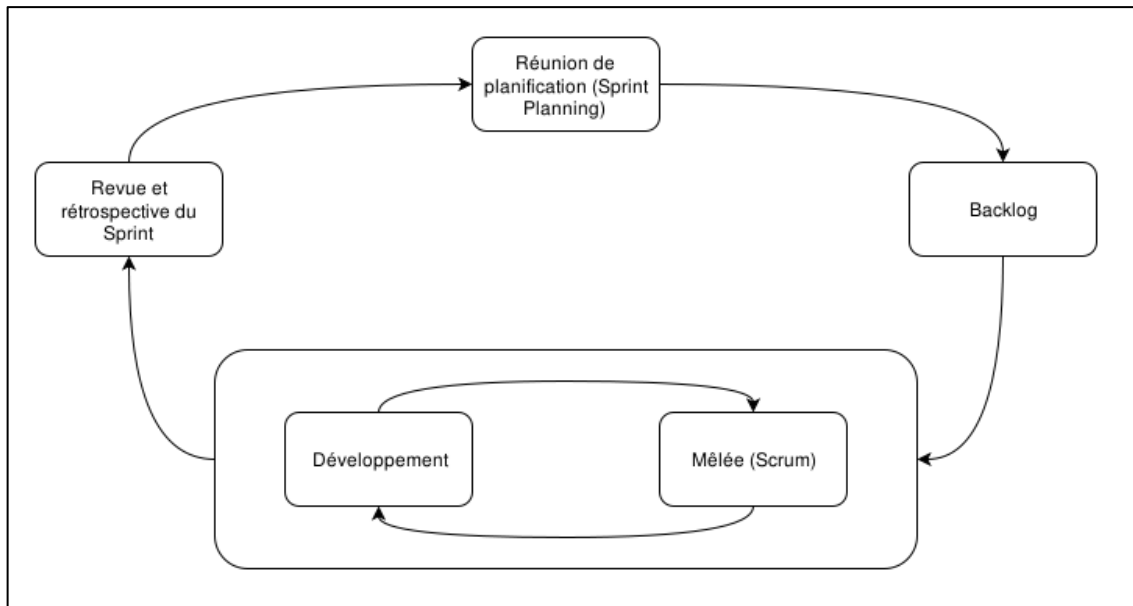 Réunion de
planification (Sprint
Planning)
Revue et
rétrospective du
Sprint
Backlog
Développement
Mêlée (Scrum)